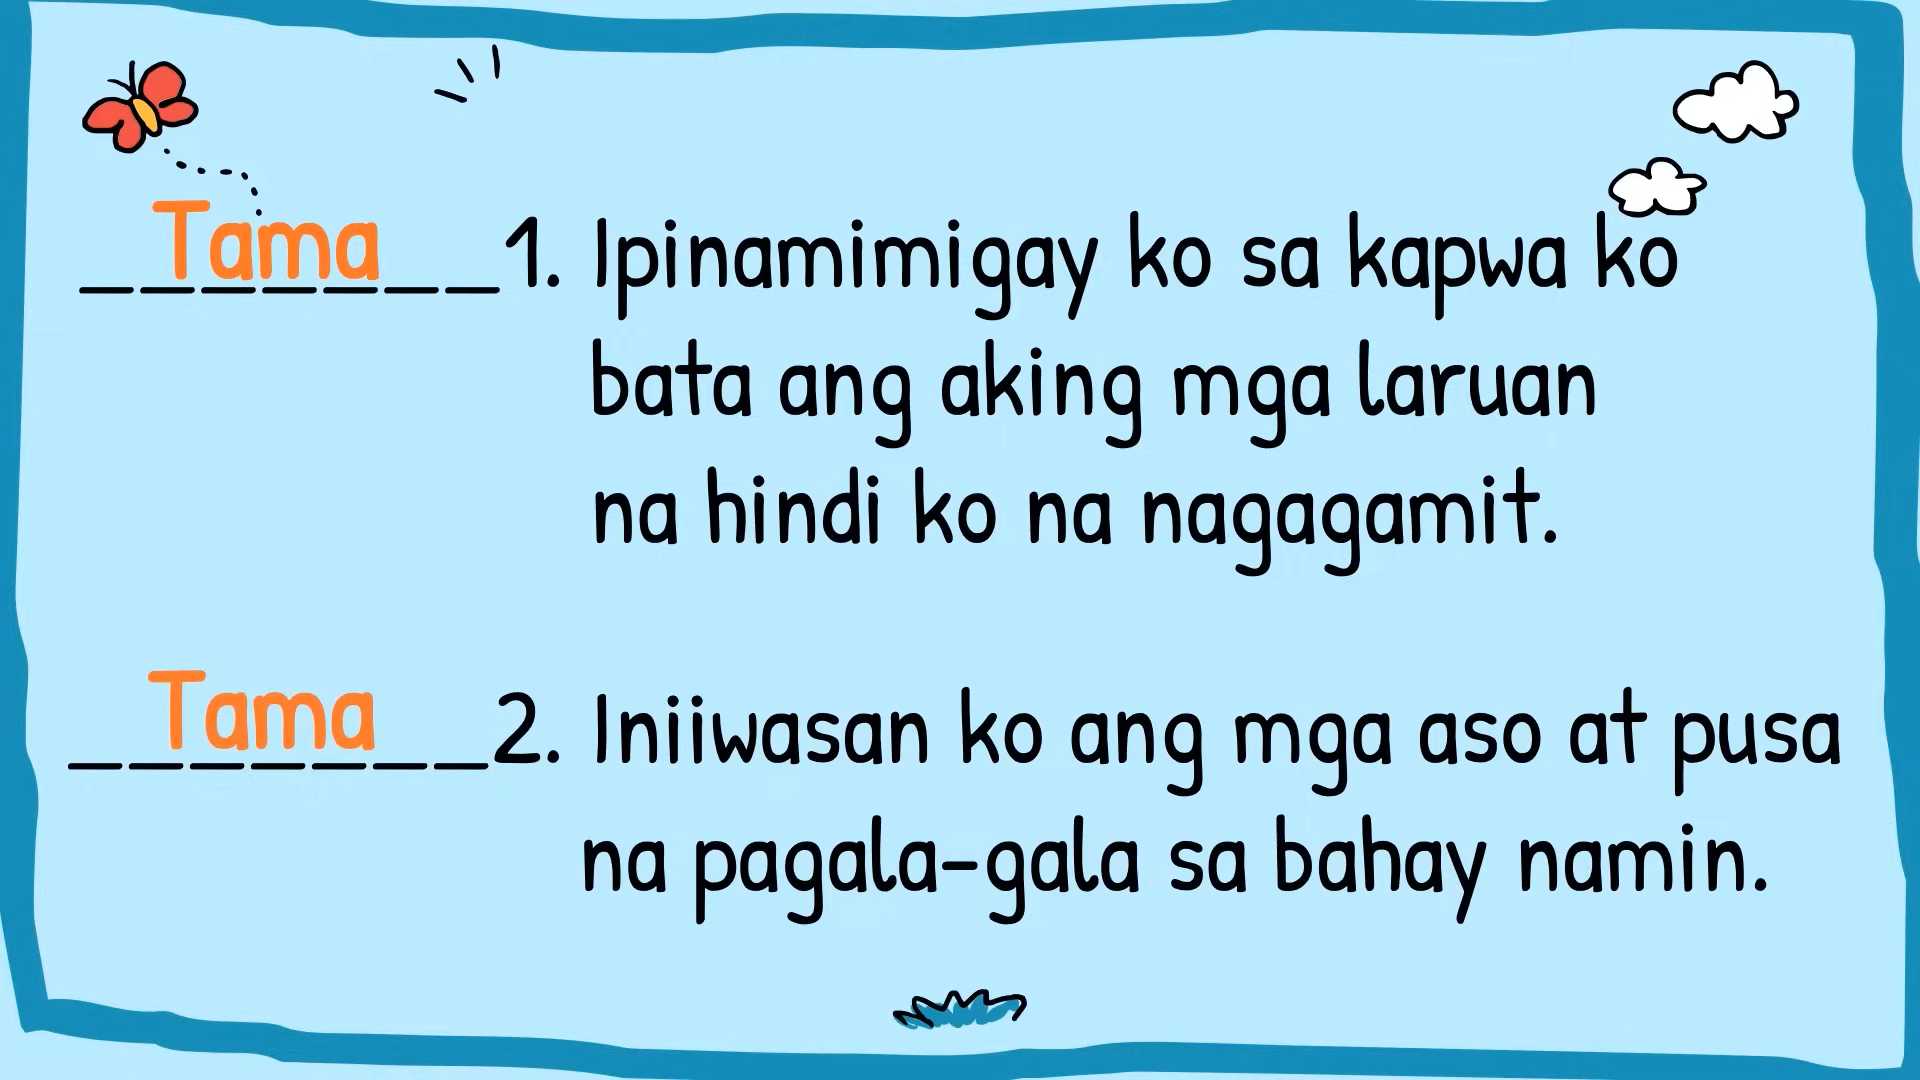 Tama
________1. Ipinamimigay ko sa kapwa ko
bata ang aking mga laruan
na hindi ko na nagagamit.
Tama
_______2. Iniiwasan ko ang mga aso at pusa
na pagala-gala sa bahay namin.